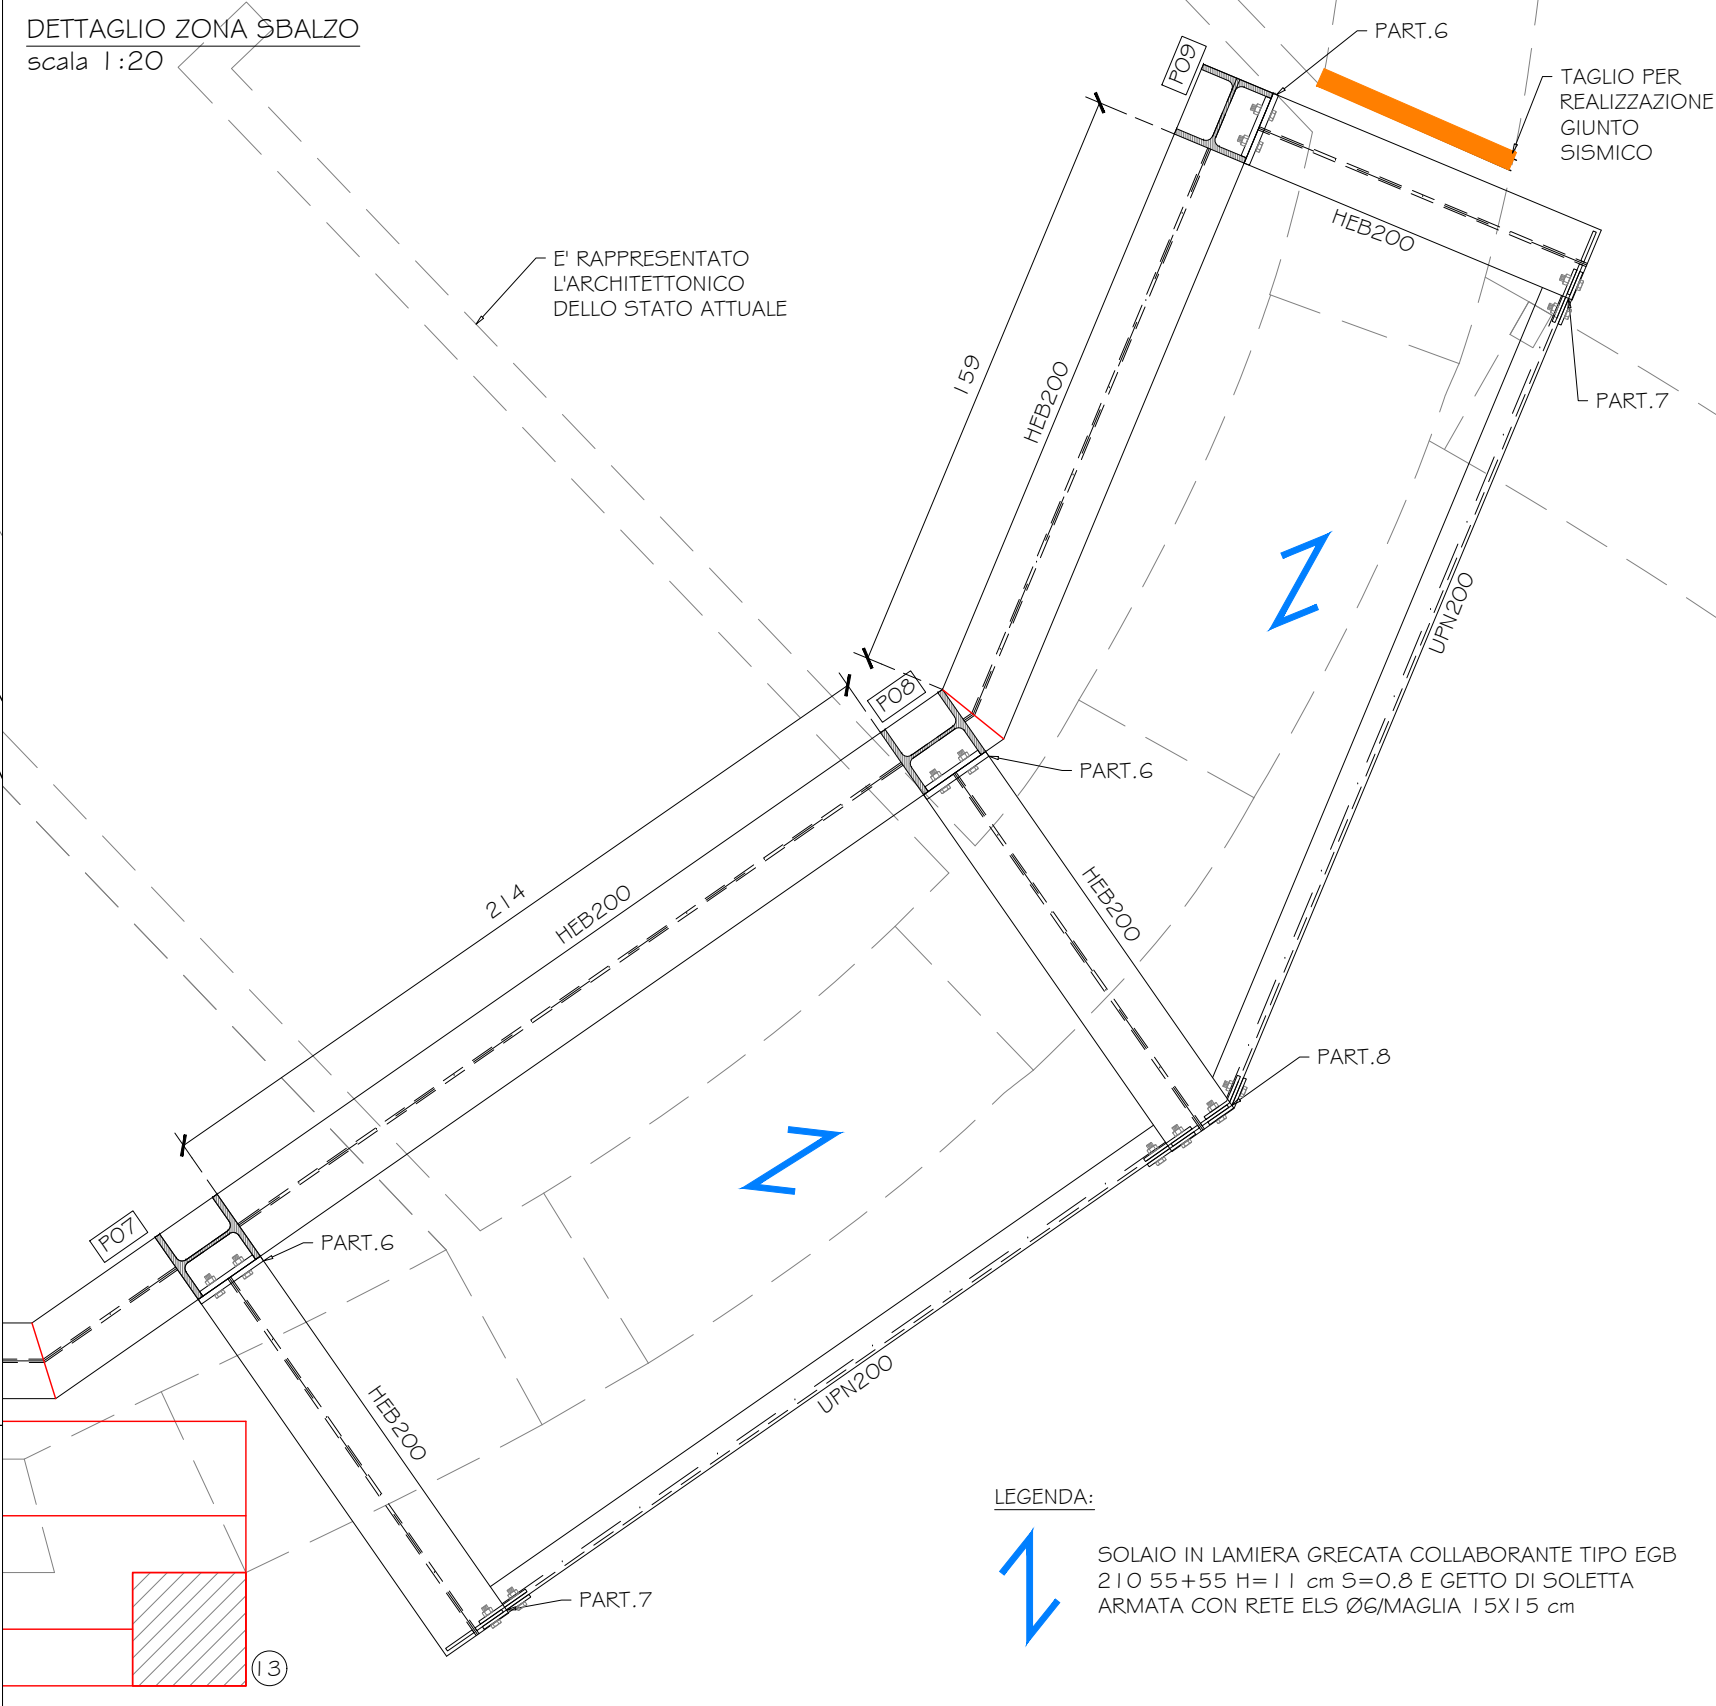 DETTAGLIO ZONA SBALZO
scala 1:20
P09
PART.6
TAGLIO PER
REALIZZAZIONE
GIUNTO
SISMICO
HEB200
E' RAPPRESENTATO
L'ARCHITETTONICO
DELLO STATO ATTUALE
159
HEB200
PART.7
UPN200
P08
PART.6
214
HEB200
HEB200
PART.8
P07
PART.6
HEB200
UPN200
PART.7
13
LEGENDA:
SOLAIO IN LAMIERA GRECATA COLLABORANTE TIPO EGB
210 55+55 H=11 cm S=0.8 E GETTO DI SOLETTA
ARMATA CON RETE ELS Ø6/MAGLIA 15X15 cm